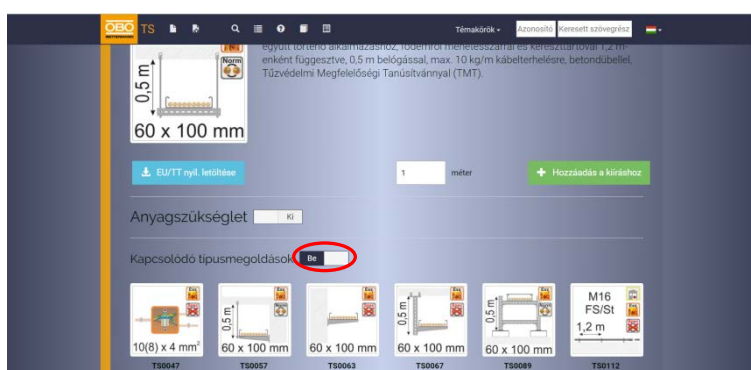 OBO
BETTERMANN
TS
Témakörök
Azonosító
Keresett szövegrész
együtt történő alkalmazáshoz, födémről menetesszárral és kereszttartóval 1,2 m-
enként függesztve, 0,5 m belógással, max. 10 kg/m kábelterhelésre, betondübellel,
Tűzvédelmi Megfelelőségi Tanúsítvánnyal (TMT).
Norm
0,5 m
60 x 100 mm
EU/TT nyil. letöltése
1
méter
Hozzáadás a kiíráshoz
Anyagszükséglet
Ki
Kapcsolódó típusmegoldások
Be
10(8) x 4 mm²
TS0047
0,5 m
60 x 100 mm
TS0057
60 x 100 mm
TS0063
0,5 m
60 x 100 mm
TS0067
0,5 m
60 x 100 mm
TS0089
M16
FS/St
1,2 m
TS0112